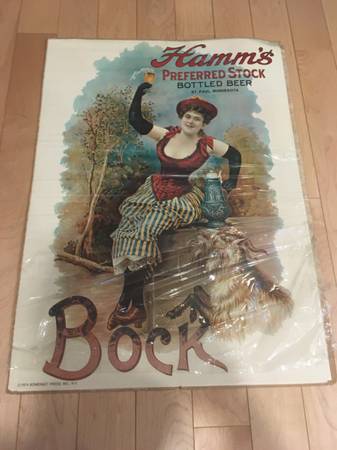 Hamm's
PREFERRED STOCK
BOTTLED BEER
ST. PAUL, MINNESOTA
BOCK